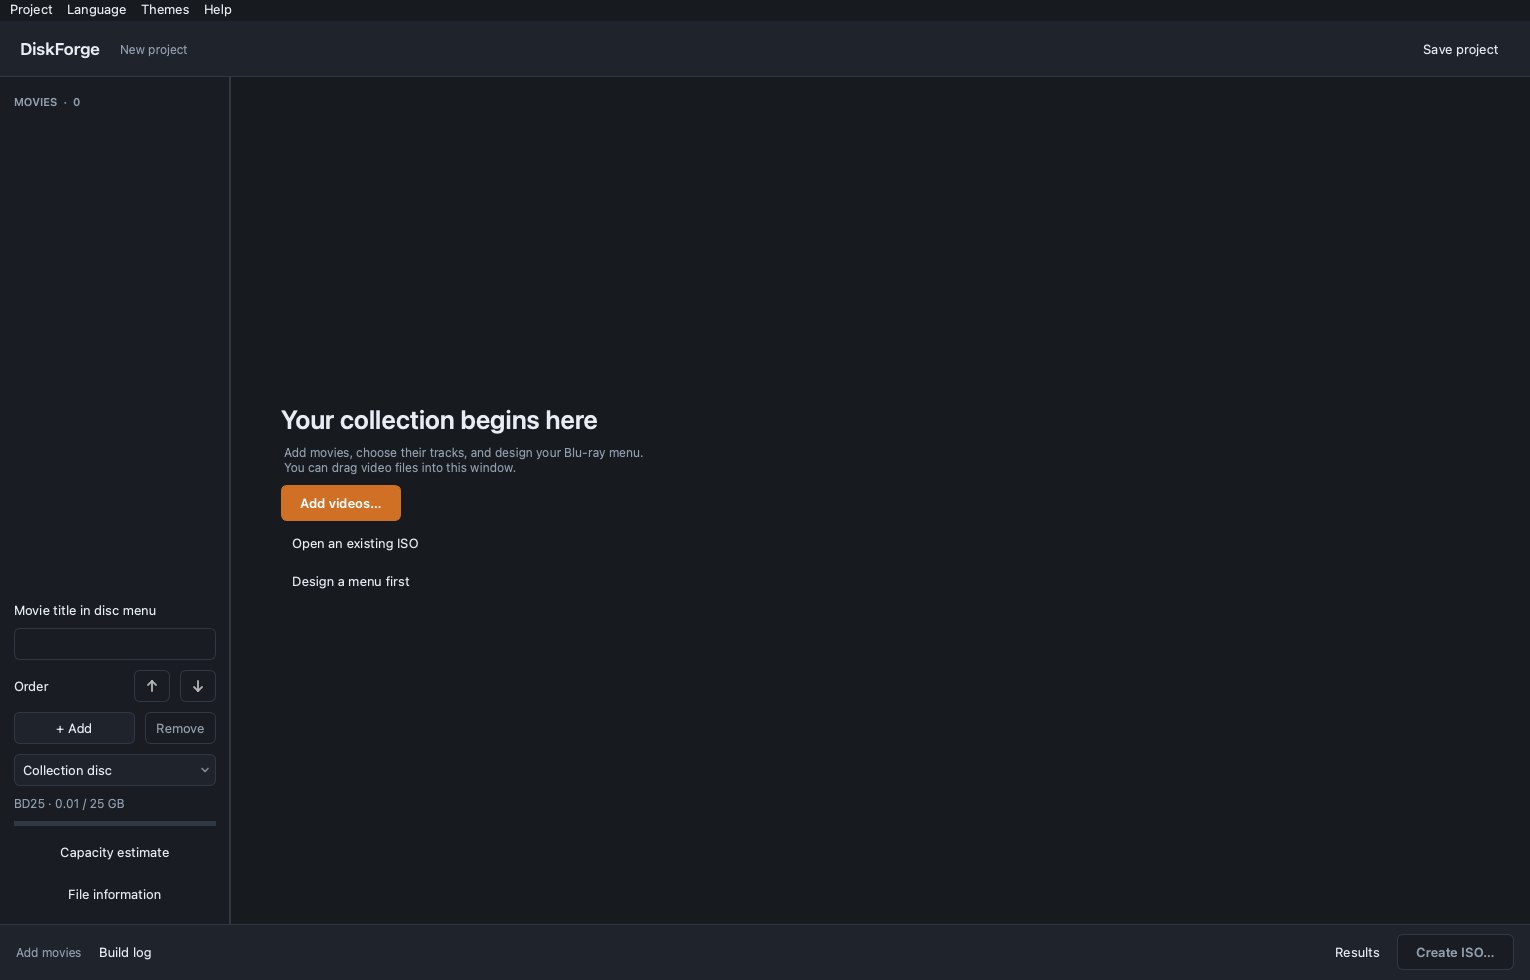 Project Language Themes Help
DiskForge New project Save project
MOVIES · 0
Your collection begins here
Add movies, choose their tracks, and design your Blu-ray menu.
You can drag video files into this window.
Add videos...
Open an existing ISO
Design a menu first
Movie title in disc menu
Order
+ Add Remove
Collection disc
BD25 · 0.01 / 25 GB
Capacity estimate
File information
Add movies Build log Results Create ISO...